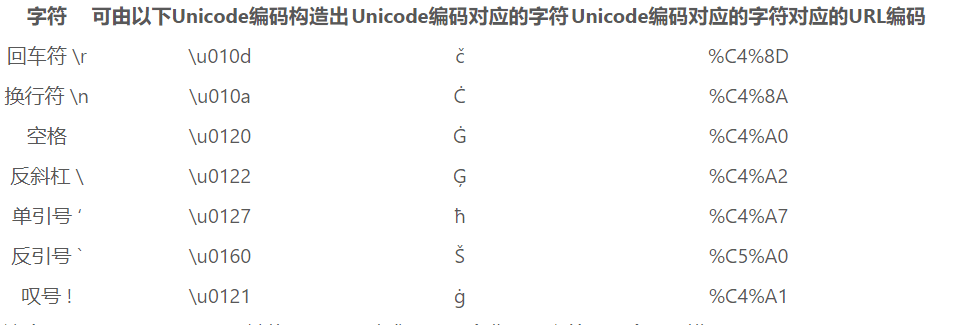 字符 可由以下Unicode编码构造出 Unicode编码对应的字符 Unicode编码对应的字符对应的URL编码
回车符 \r \u010d č %C4%8D
换行符 \n \u010a Ċ %C4%8A
空格 \u0120 Ġ %C4%A0
反斜杠 \ \u0122 Ģ %C4%A2
单引号 ' \u0127 ħ %C4%A7
反引号 ` \u0160 Š %C5%A0
叹号 ! \u0121 ġ %C4%A1